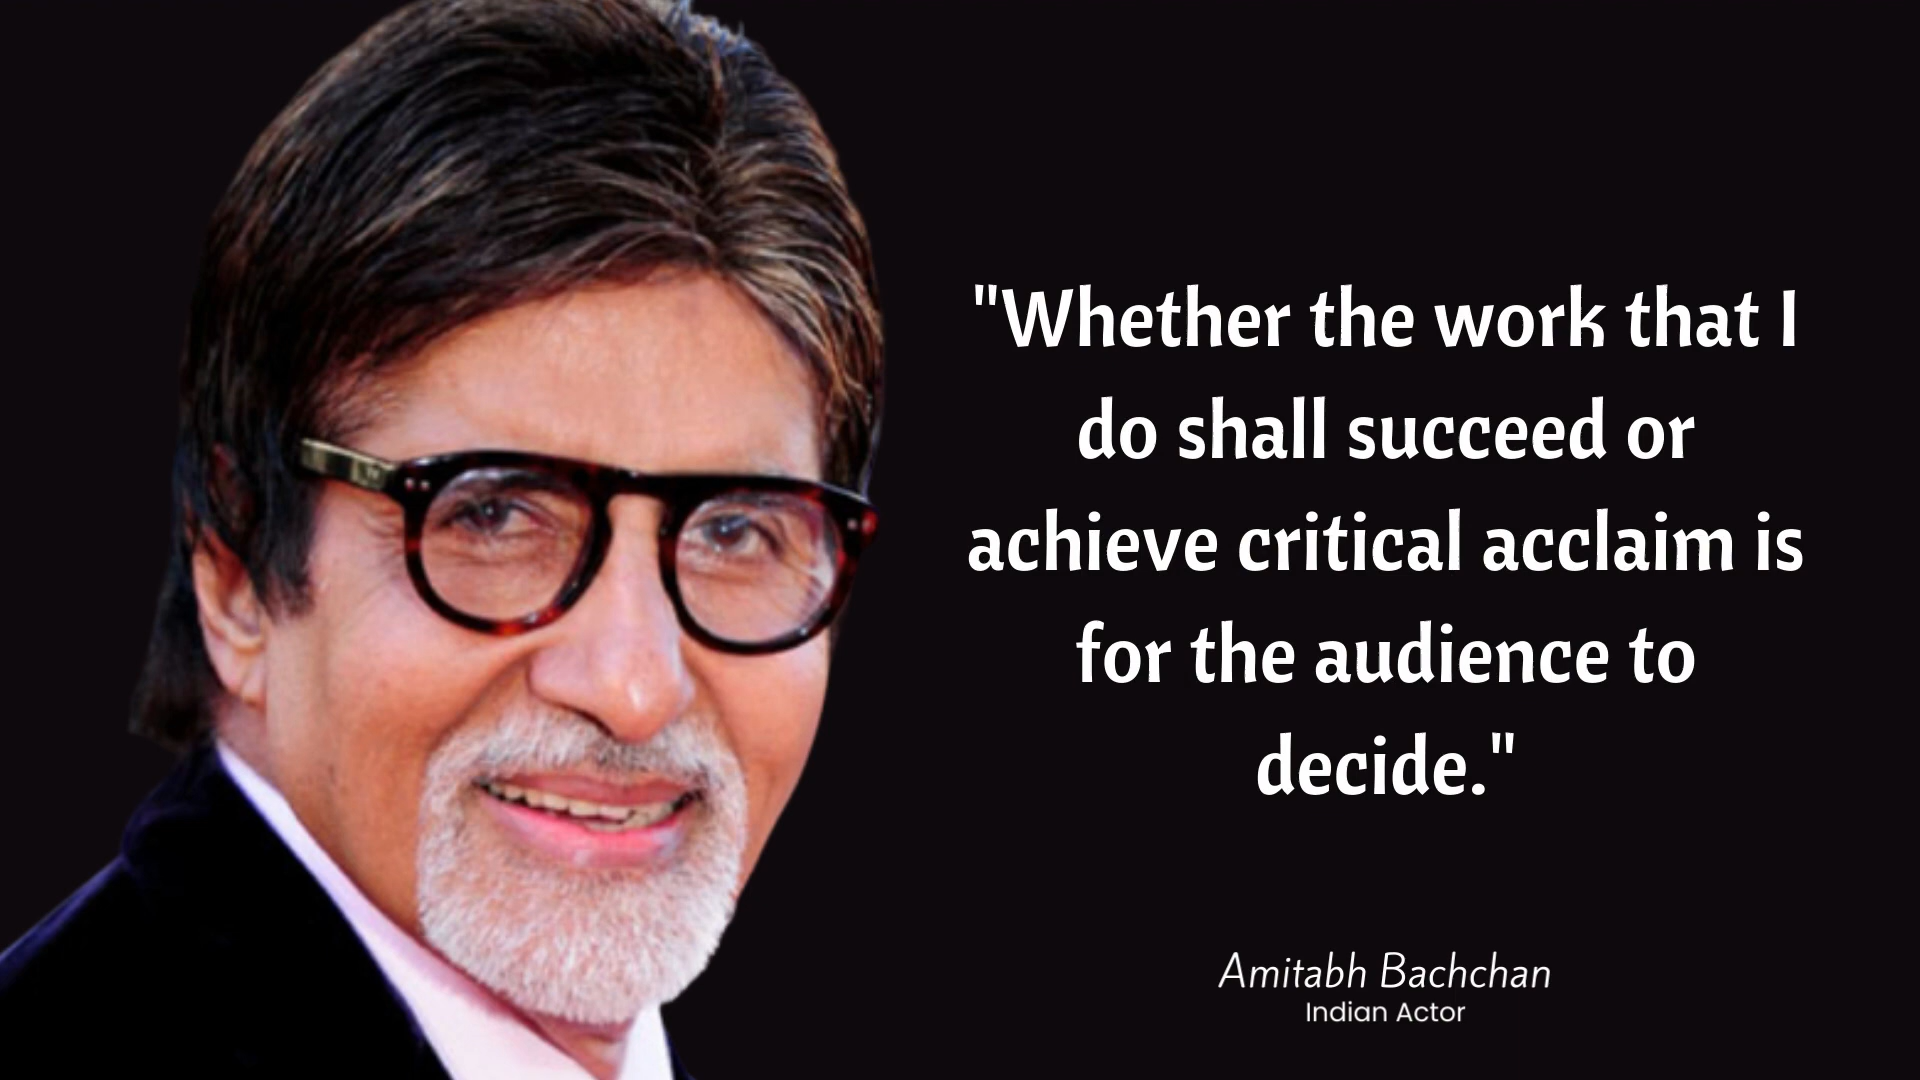 "Whether the work that I
do shall succeed or
achieve critical acclaim is
for the audience to
decide."
Amitabh Bachchan
Indian Actor